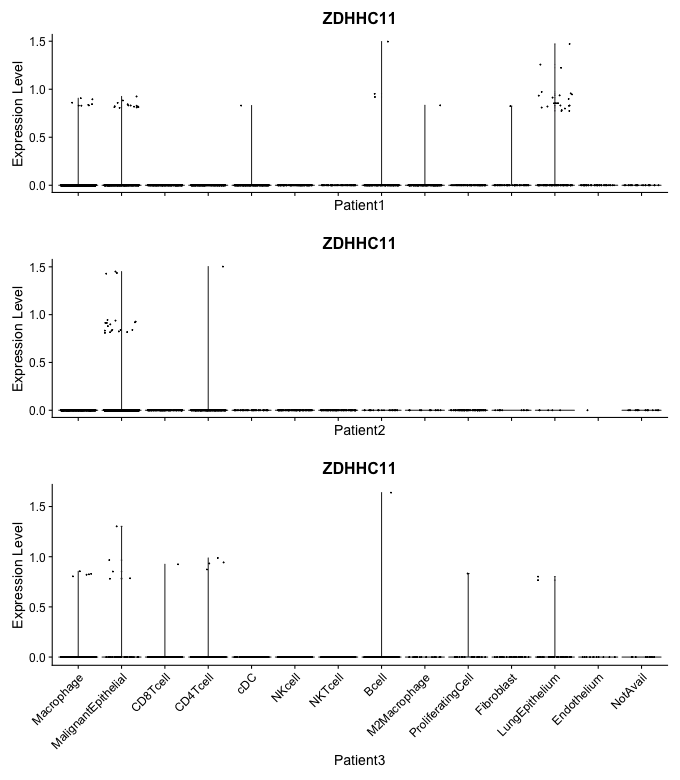 ZDHHC11
Expression Level
1.5
1.0
0.5
0.0
Patient1
ZDHHC11
Expression Level
1.5
1.0
0.5
0.0
Patient2
ZDHHC11
Expression Level
1.5
1.0
0.5
0.0
Macrophage
MalignantEpithelial
CD8Tcell
CD4Tcell
cDC
NKcell
NKTcell
Bcell
M2Macrophage
ProliferatingCell
Fibroblast
LungEpithelium
Endothelium
NotAvail
Patient3